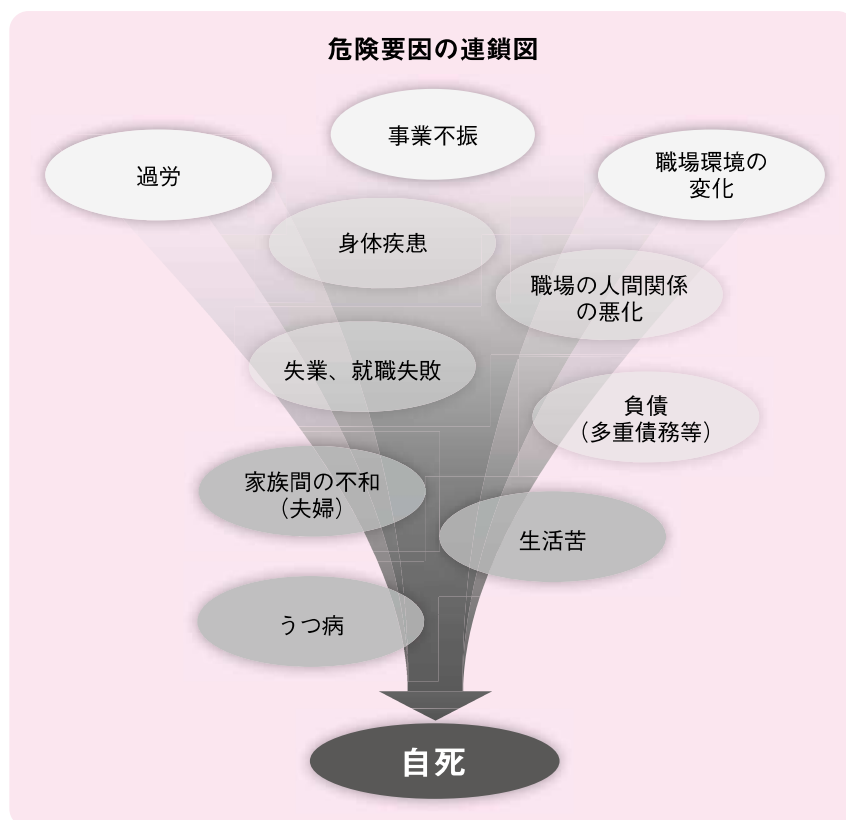 危険要因の連鎖図
事業不振
過労
職場環境の
変化
身体疾患
職場の人間関係
の悪化
失業、就職失敗
負債
（多重債務等）
家族間の不和
（夫婦）
生活苦
うつ病
自死